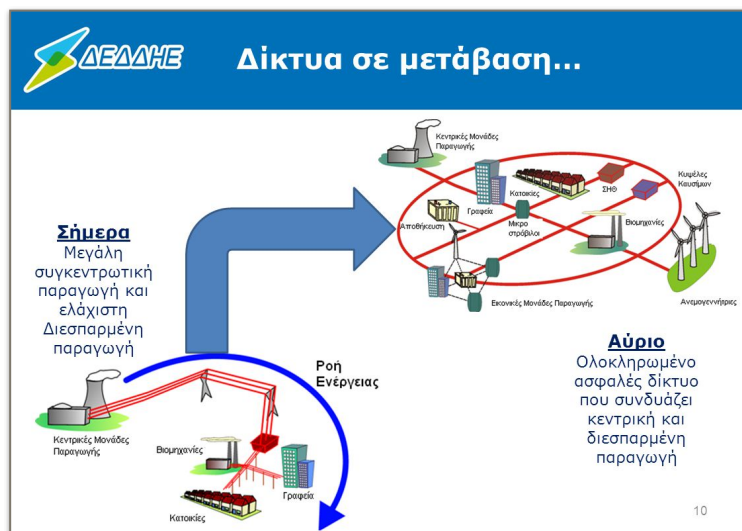 ΔΕΔΔΗΕ
Δίκτυα σε μετάβαση...
Σήμερα
Μεγάλη
συγκεντρωτική
παραγωγή και
ελάχιστη
Διεσπαρμένη
παραγωγή
Κεντρικές Μονάδες
Παραγωγής
Γραφεία
Κατοικίες
ΣΗΘ
Κυψέλες
Καυσίμων
Αποθήκευση
Μικρο
στρόβιλοι
Βιομηχανίες
Εικονικές Μονάδες Παραγωγής
Ανεμογεννήτριες
Ροή
Ενέργειας
Κεντρικές Μονάδες
Παραγωγής
Βιομηχανίες
Γραφεία
Κατοικίες
Αύριο
Ολοκληρωμένο
ασφαλές δίκτυο
που συνδυάζει
κεντρική και
διεσπαρμένη
παραγωγή
10